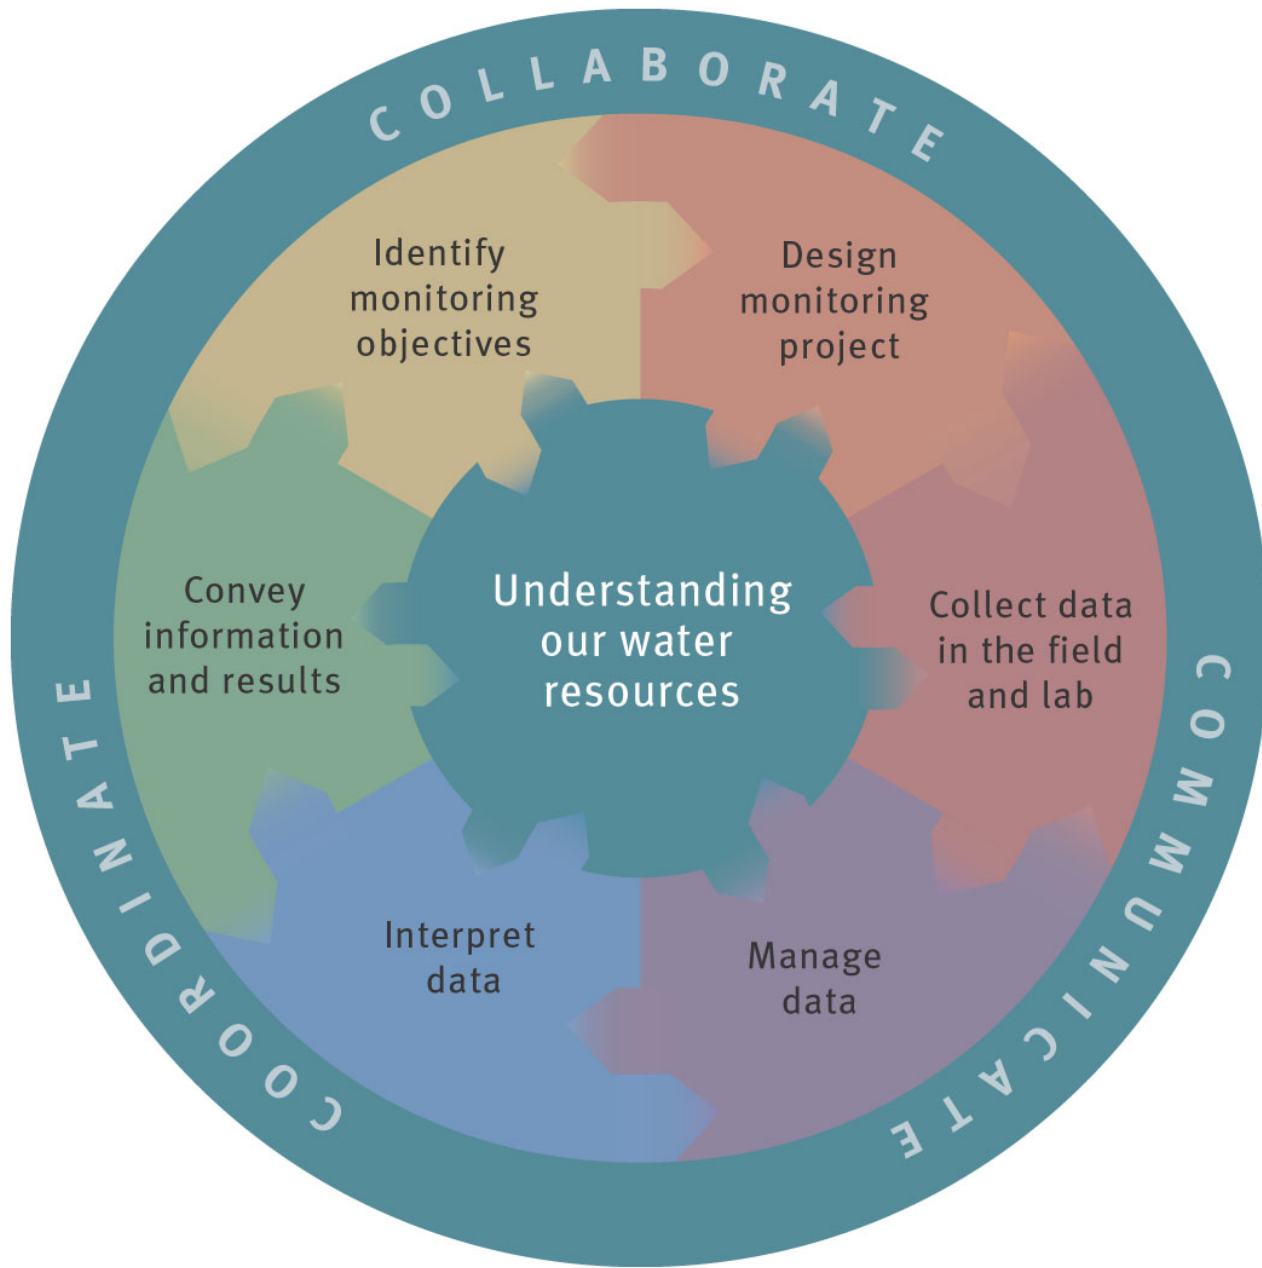 COLLABORATE
Identify
monitoring
objectives
Design
monitoring
project
Convey
information
and results
Understanding
our water
resources
Collect data
in the field
and lab
Interpret
data
Manage
data
COORDINATE
COMMUNICATE